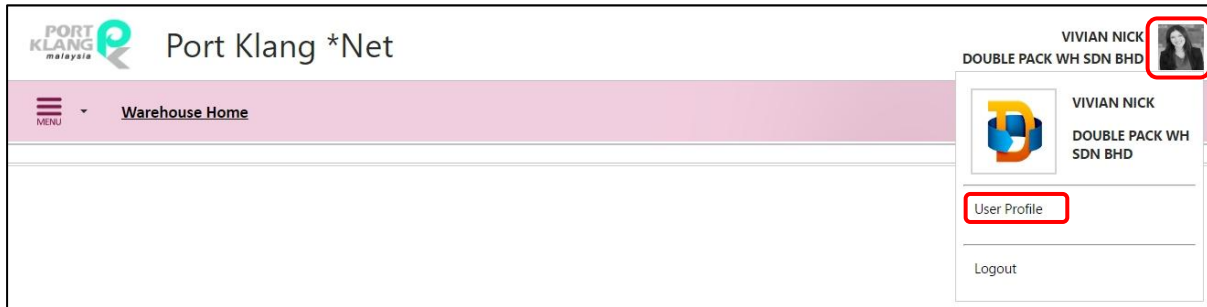 PORT
KLANG
malaysia
Port Klang *Net
VIVIAN NICK
DOUBLE PACK WH SDN BHD
MENU
Warehouse Home
VIVIAN NICK
DOUBLE PACK WH
SDN BHD
User Profile
Logout